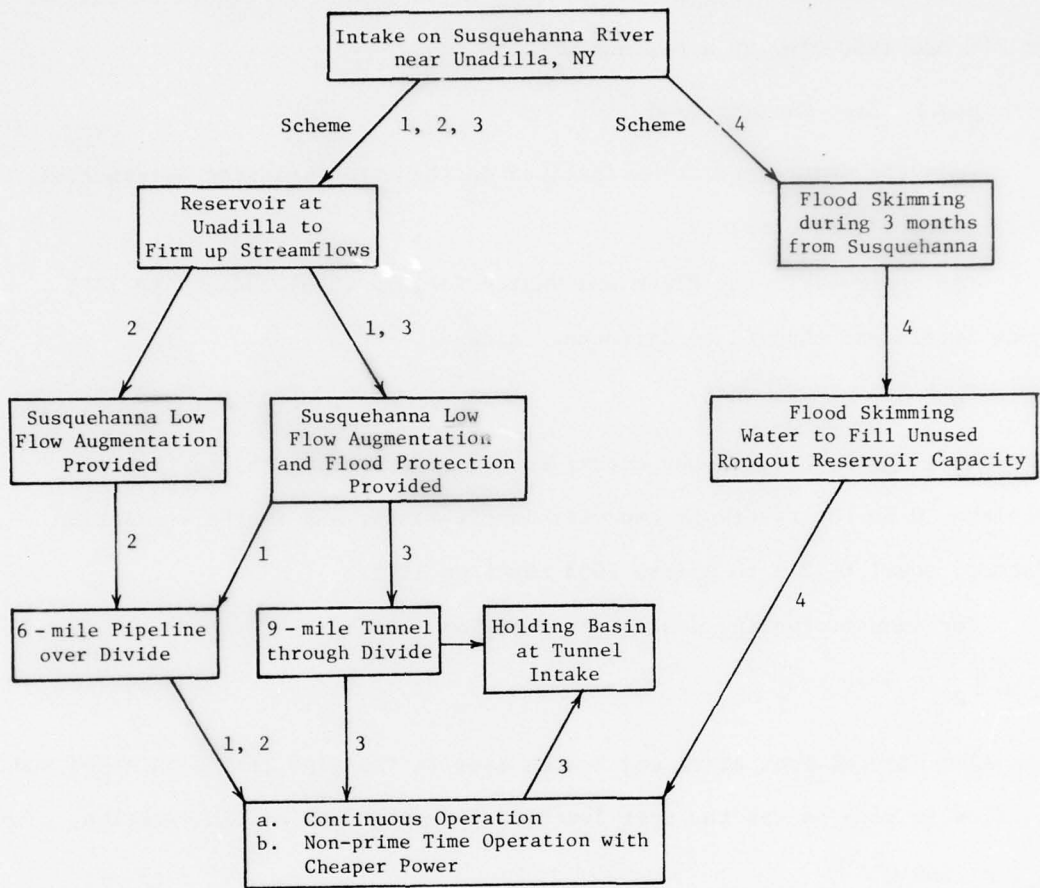 Intake on Susquehanna River
near Unadilla, NY
Scheme
1, 2, 3
Scheme
4
Reservoir at
Unadilla to
Firm up Streamflows
Flood Skimming
during 3 months
from Susquehanna
2
1, 3
4
Susquehanna Low
Flow Augmentation
Provided
Susquehanna Low
Flow Augmentation
and Flood Protection
Provided
Flood Skimming
Water to Fill Unused
Rondout Reservoir Capacity
2
1
3
4
6-mile Pipeline
over Divide
9-mile Tunnel
through Divide
Holding Basin
at Tunnel
Intake
1, 2
3
3
a. Continuous Operation
b. Non-prime Time Operation with
Cheaper Power